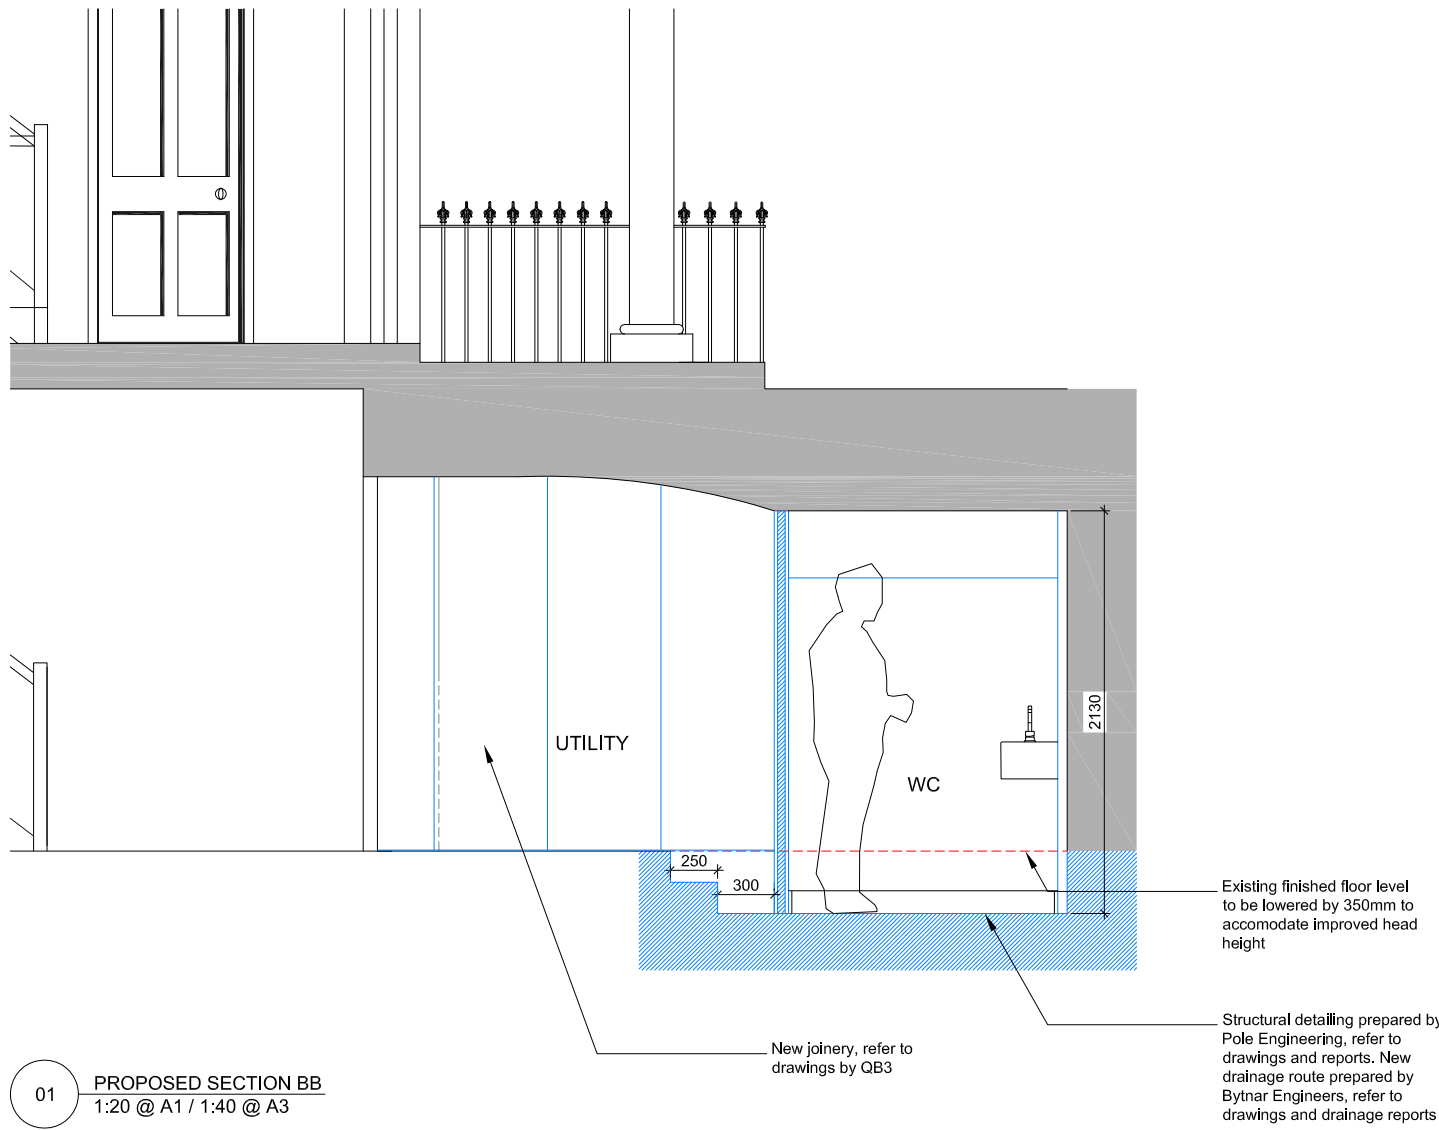 UTILITY
WC
2130
250
300
Existing finished floor level
to be lowered by 350mm to
accomodate improved head
height
Structural detailing prepared by
Pole Engineering, refer to
drawings and reports. New
drainage route prepared by
Bytnar Engineers, refer to
drawings and drainage reports
New joinery, refer to
drawings by QB3
01
PROPOSED SECTION BB
1:20 @ A1 / 1:40 @ A3